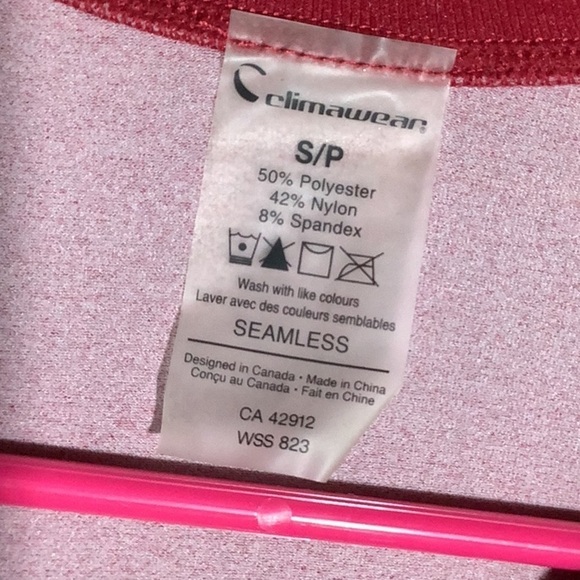 climawear
S/P
50% Polyester
42% Nylon
8% Spandex
Wash with like colours
Laver avec des couleurs semblables
SEAMLESS
Designed in Canada · Made in China
Conçu au Canada · Fait en Chine
CA 42912
WSS 823